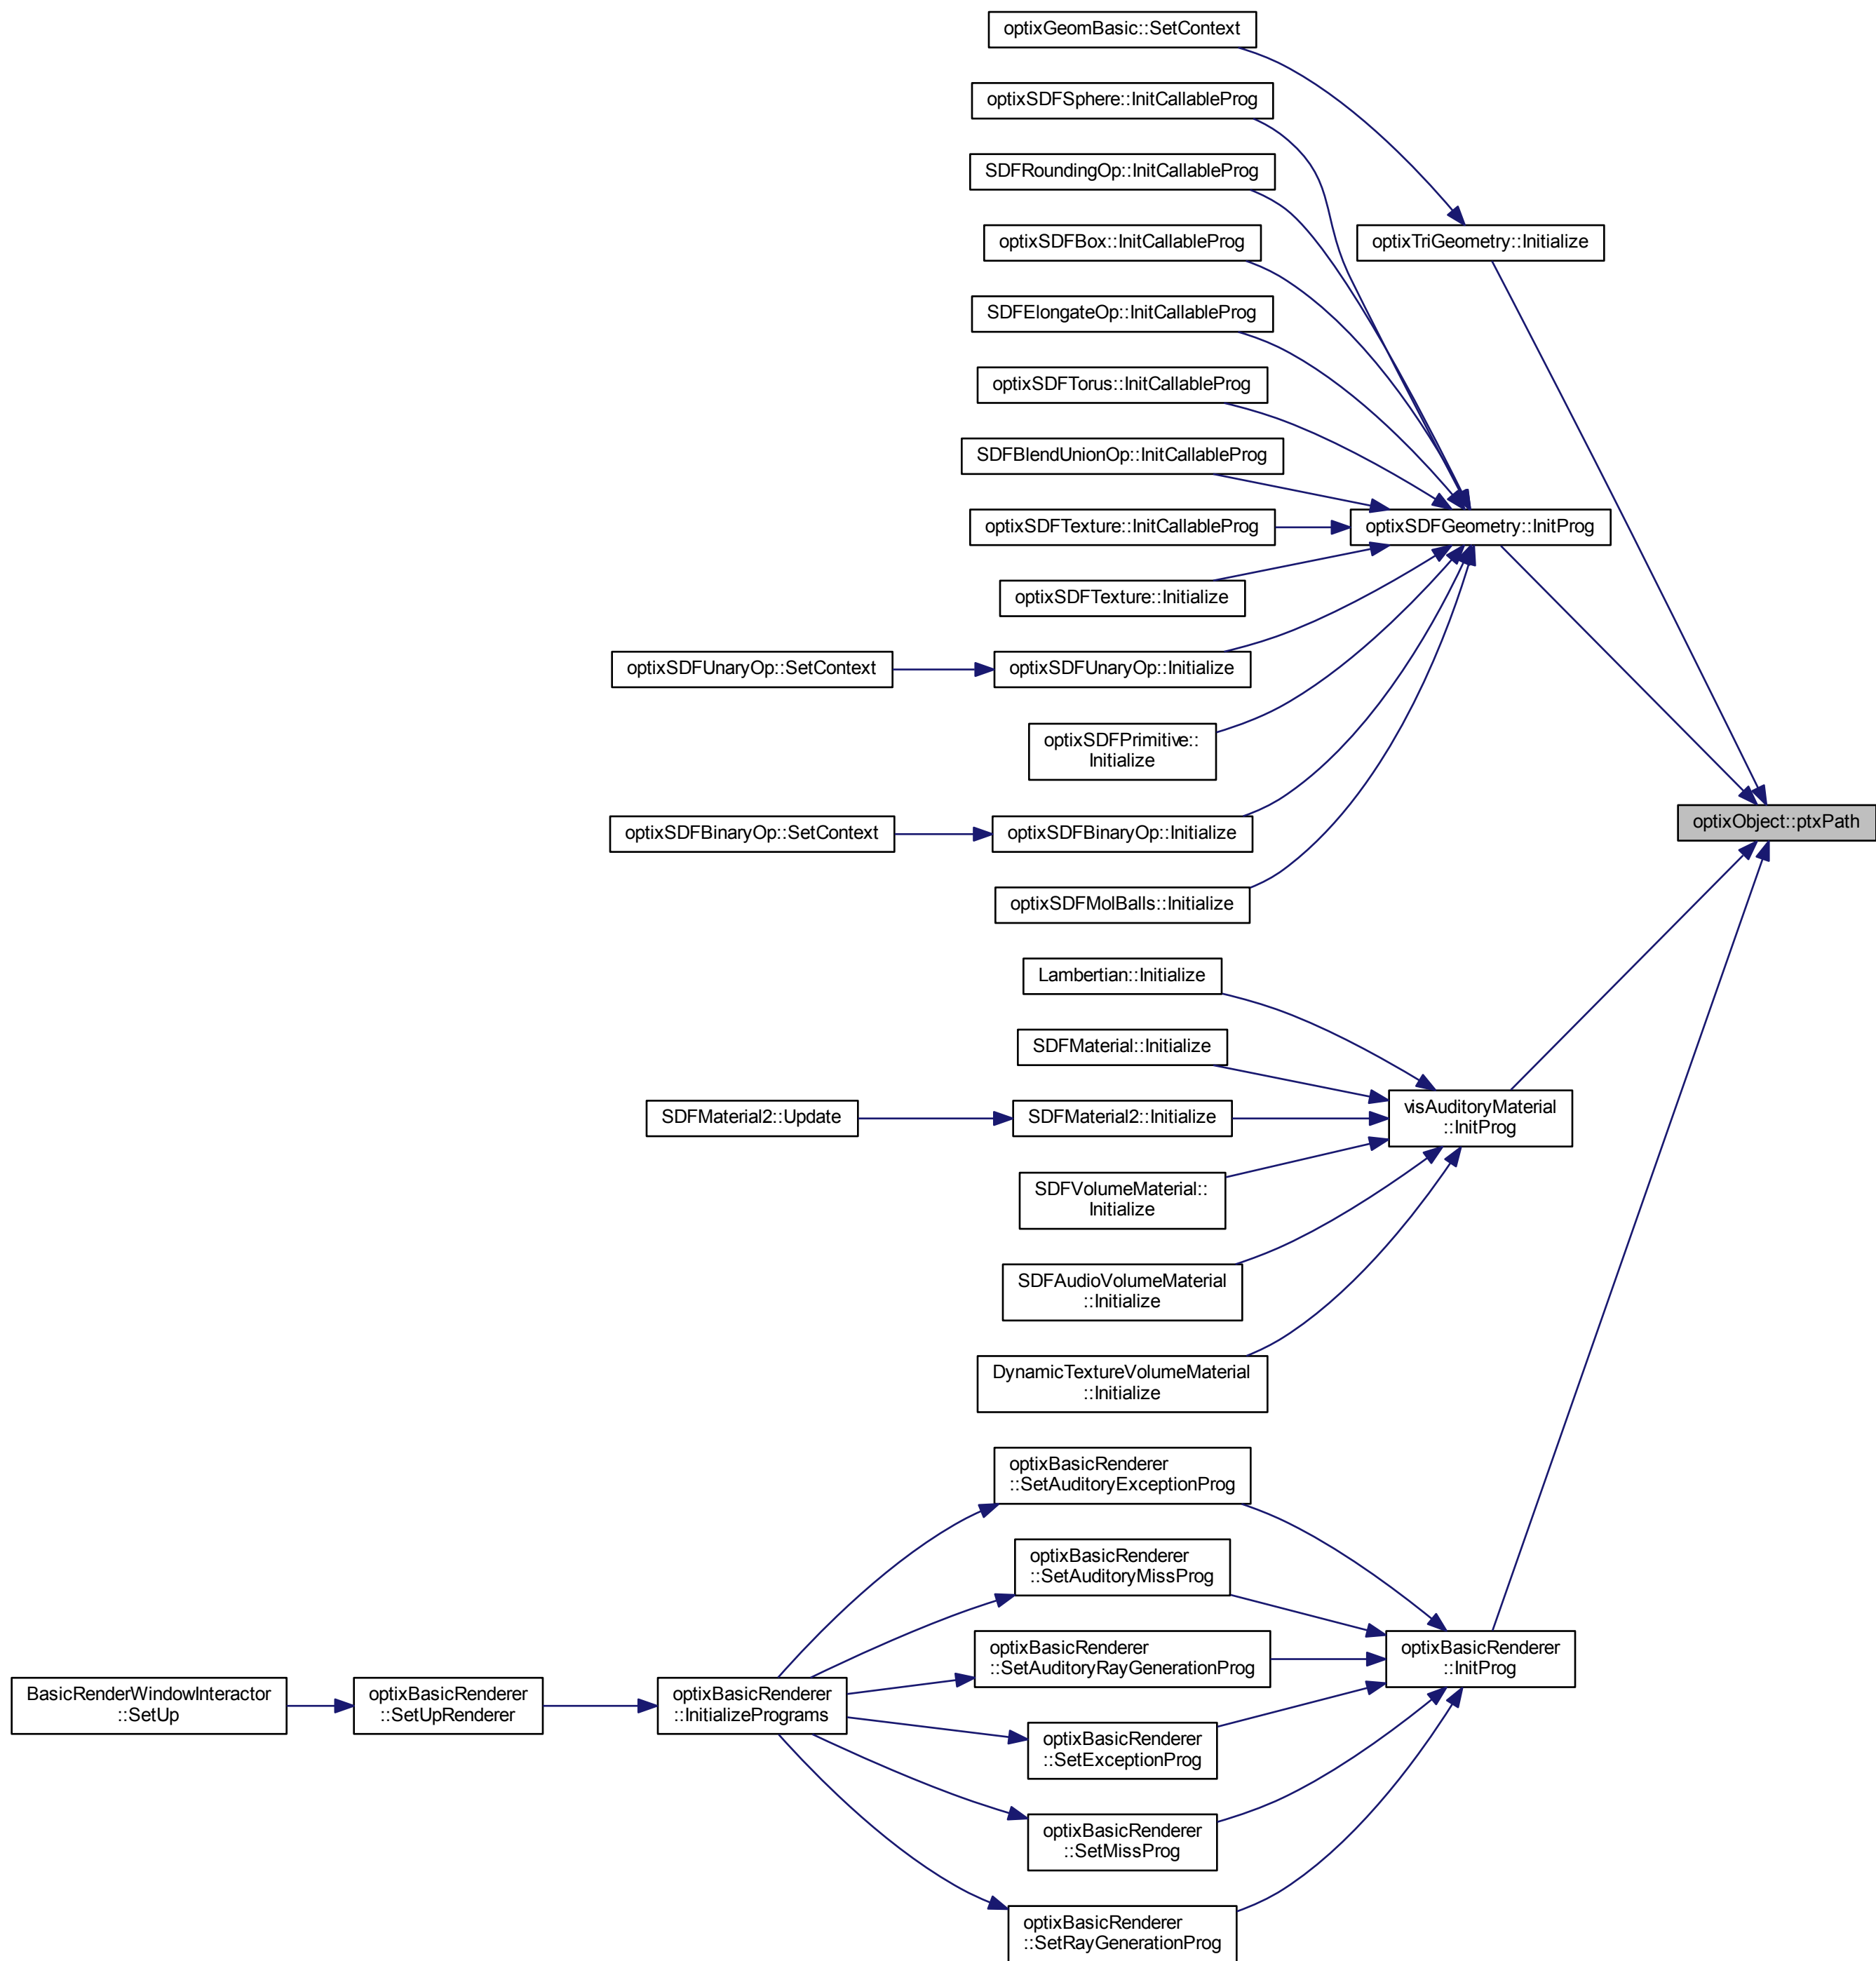 optixGeomBasic::SetContext
optixSDFSphere::InitCallableProg
SDFRoundingOp::InitCallableProg
optixSDFBox::InitCallableProg
optixTriGeometry::Initialize
SDFElongateOp::InitCallableProg
optixSDFTorus::InitCallableProg
SDFBlendUnionOp::InitCallableProg
optixSDFTexture::InitCallableProg
optixSDFGeometry::InitProg
optixSDFTexture::Initialize
optixSDFUnaryOp::SetContext
optixSDFUnaryOp::Initialize
optixSDFPrimitive::
Initialize
optixObject::ptxPath
optixSDFBinaryOp::SetContext
optixSDFBinaryOp::Initialize
optixSDFMolBalls::Initialize
Lambertian::Initialize
SDFMaterial::Initialize
SDFMaterial2::Update
SDFMaterial2::Initialize
visAuditoryMaterial
::InitProg
SDFVolumeMaterial::
Initialize
SDFAudioVolumeMaterial
::Initialize
DynamicTextureVolumeMaterial
::Initialize
optixBasicRenderer
::SetAuditoryExceptionProg
optixBasicRenderer
::SetAuditoryMissProg
optixBasicRenderer
::SetAuditoryRayGenerationProg
optixBasicRenderer
::InitProg
BasicRenderWindowInteractor
::SetUp
optixBasicRenderer
::SetUpRenderer
optixBasicRenderer
::InitializePrograms
optixBasicRenderer
::SetExceptionProg
optixBasicRenderer
::SetMissProg
optixBasicRenderer
::SetRayGenerationProg